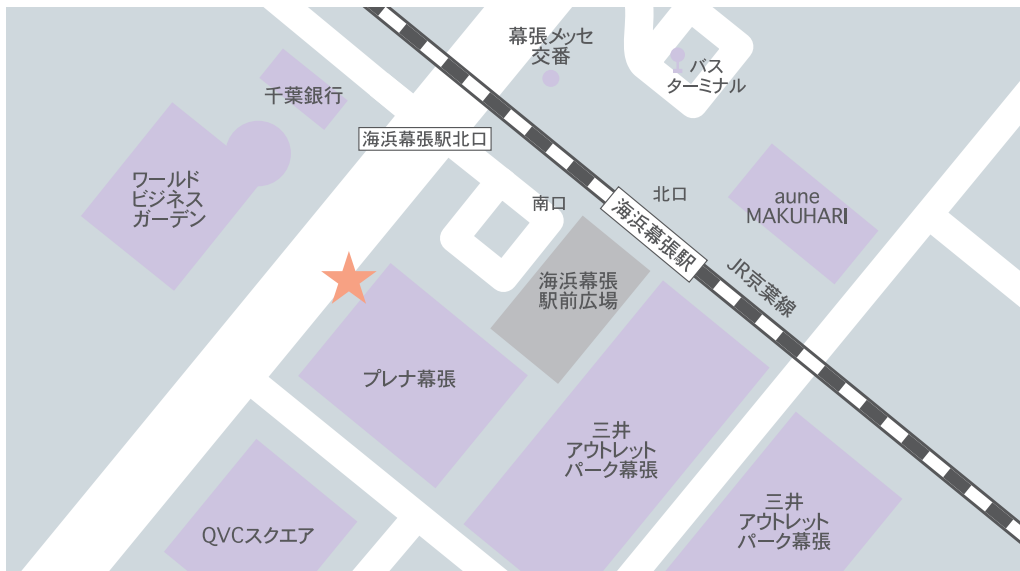 幕張メッセ
交番
バス
ターミナル
千葉銀行
海浜幕張駅北口
ワールド
ビジネス
ガーデン
南口
北口
aune
MAKUHARI
海浜幕張駅
JR京葉線
海浜幕張
駅前広場
プレナ幕張
三井
アウトレット
パーク幕張
QVCスクエア
三井
アウトレット
パーク幕張